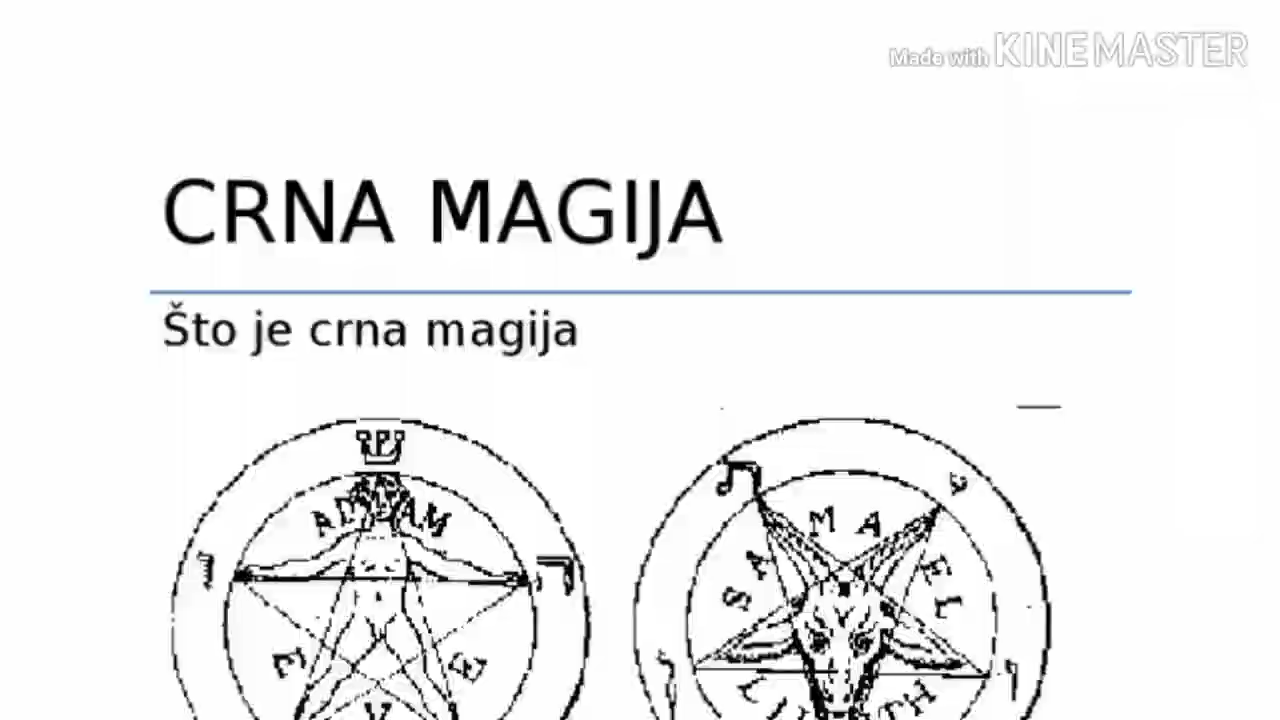 Made with KINEMASTER
CRNA MAGIJA
Što je crna magija
ש
ADAM
SAMAEL
ה
E
V
E